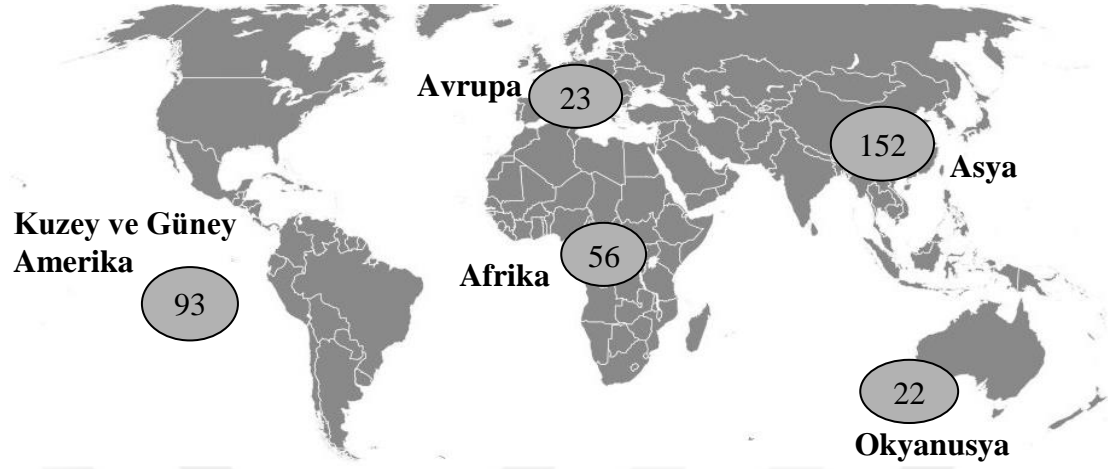 Avrupa
23
152
Asya
Kuzey ve Güney
Amerika
93
Afrika
56
22
Okyanusya